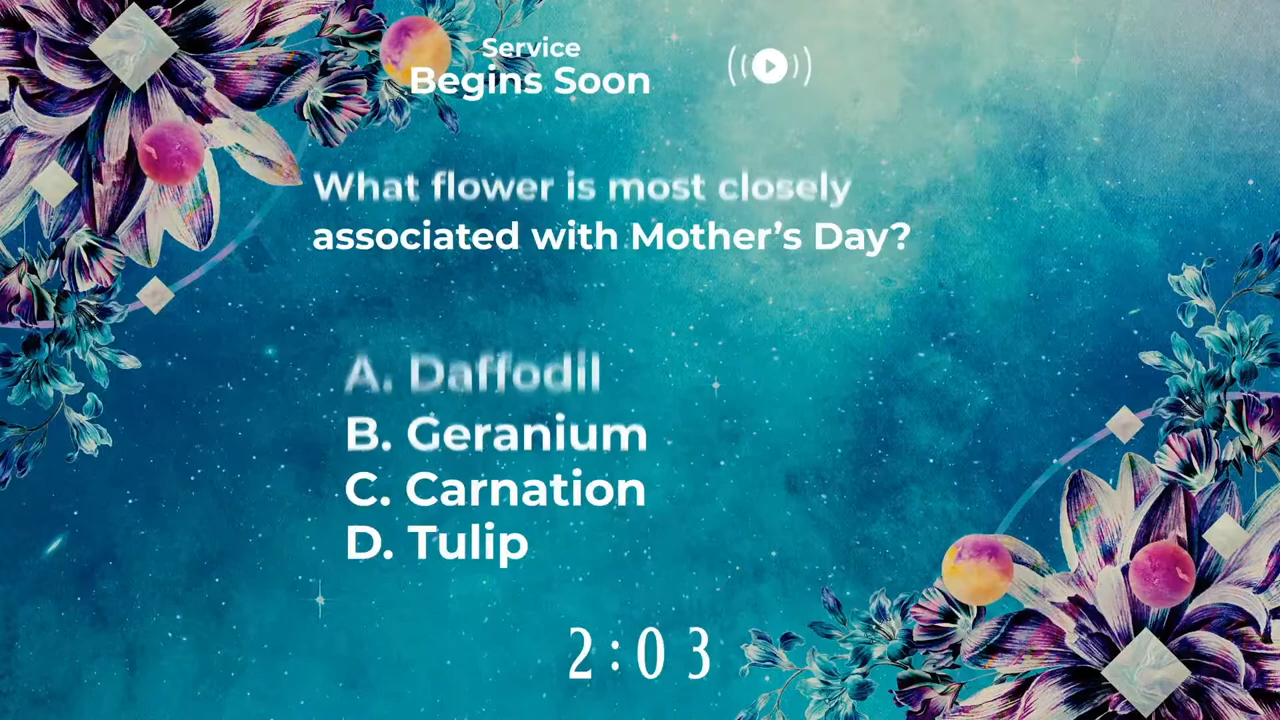 Service
Begins Soon
What flower is most closely
associated with Mother’s Day?
A. Daffodil
B. Geranium
C. Carnation
D. Tulip
2:03